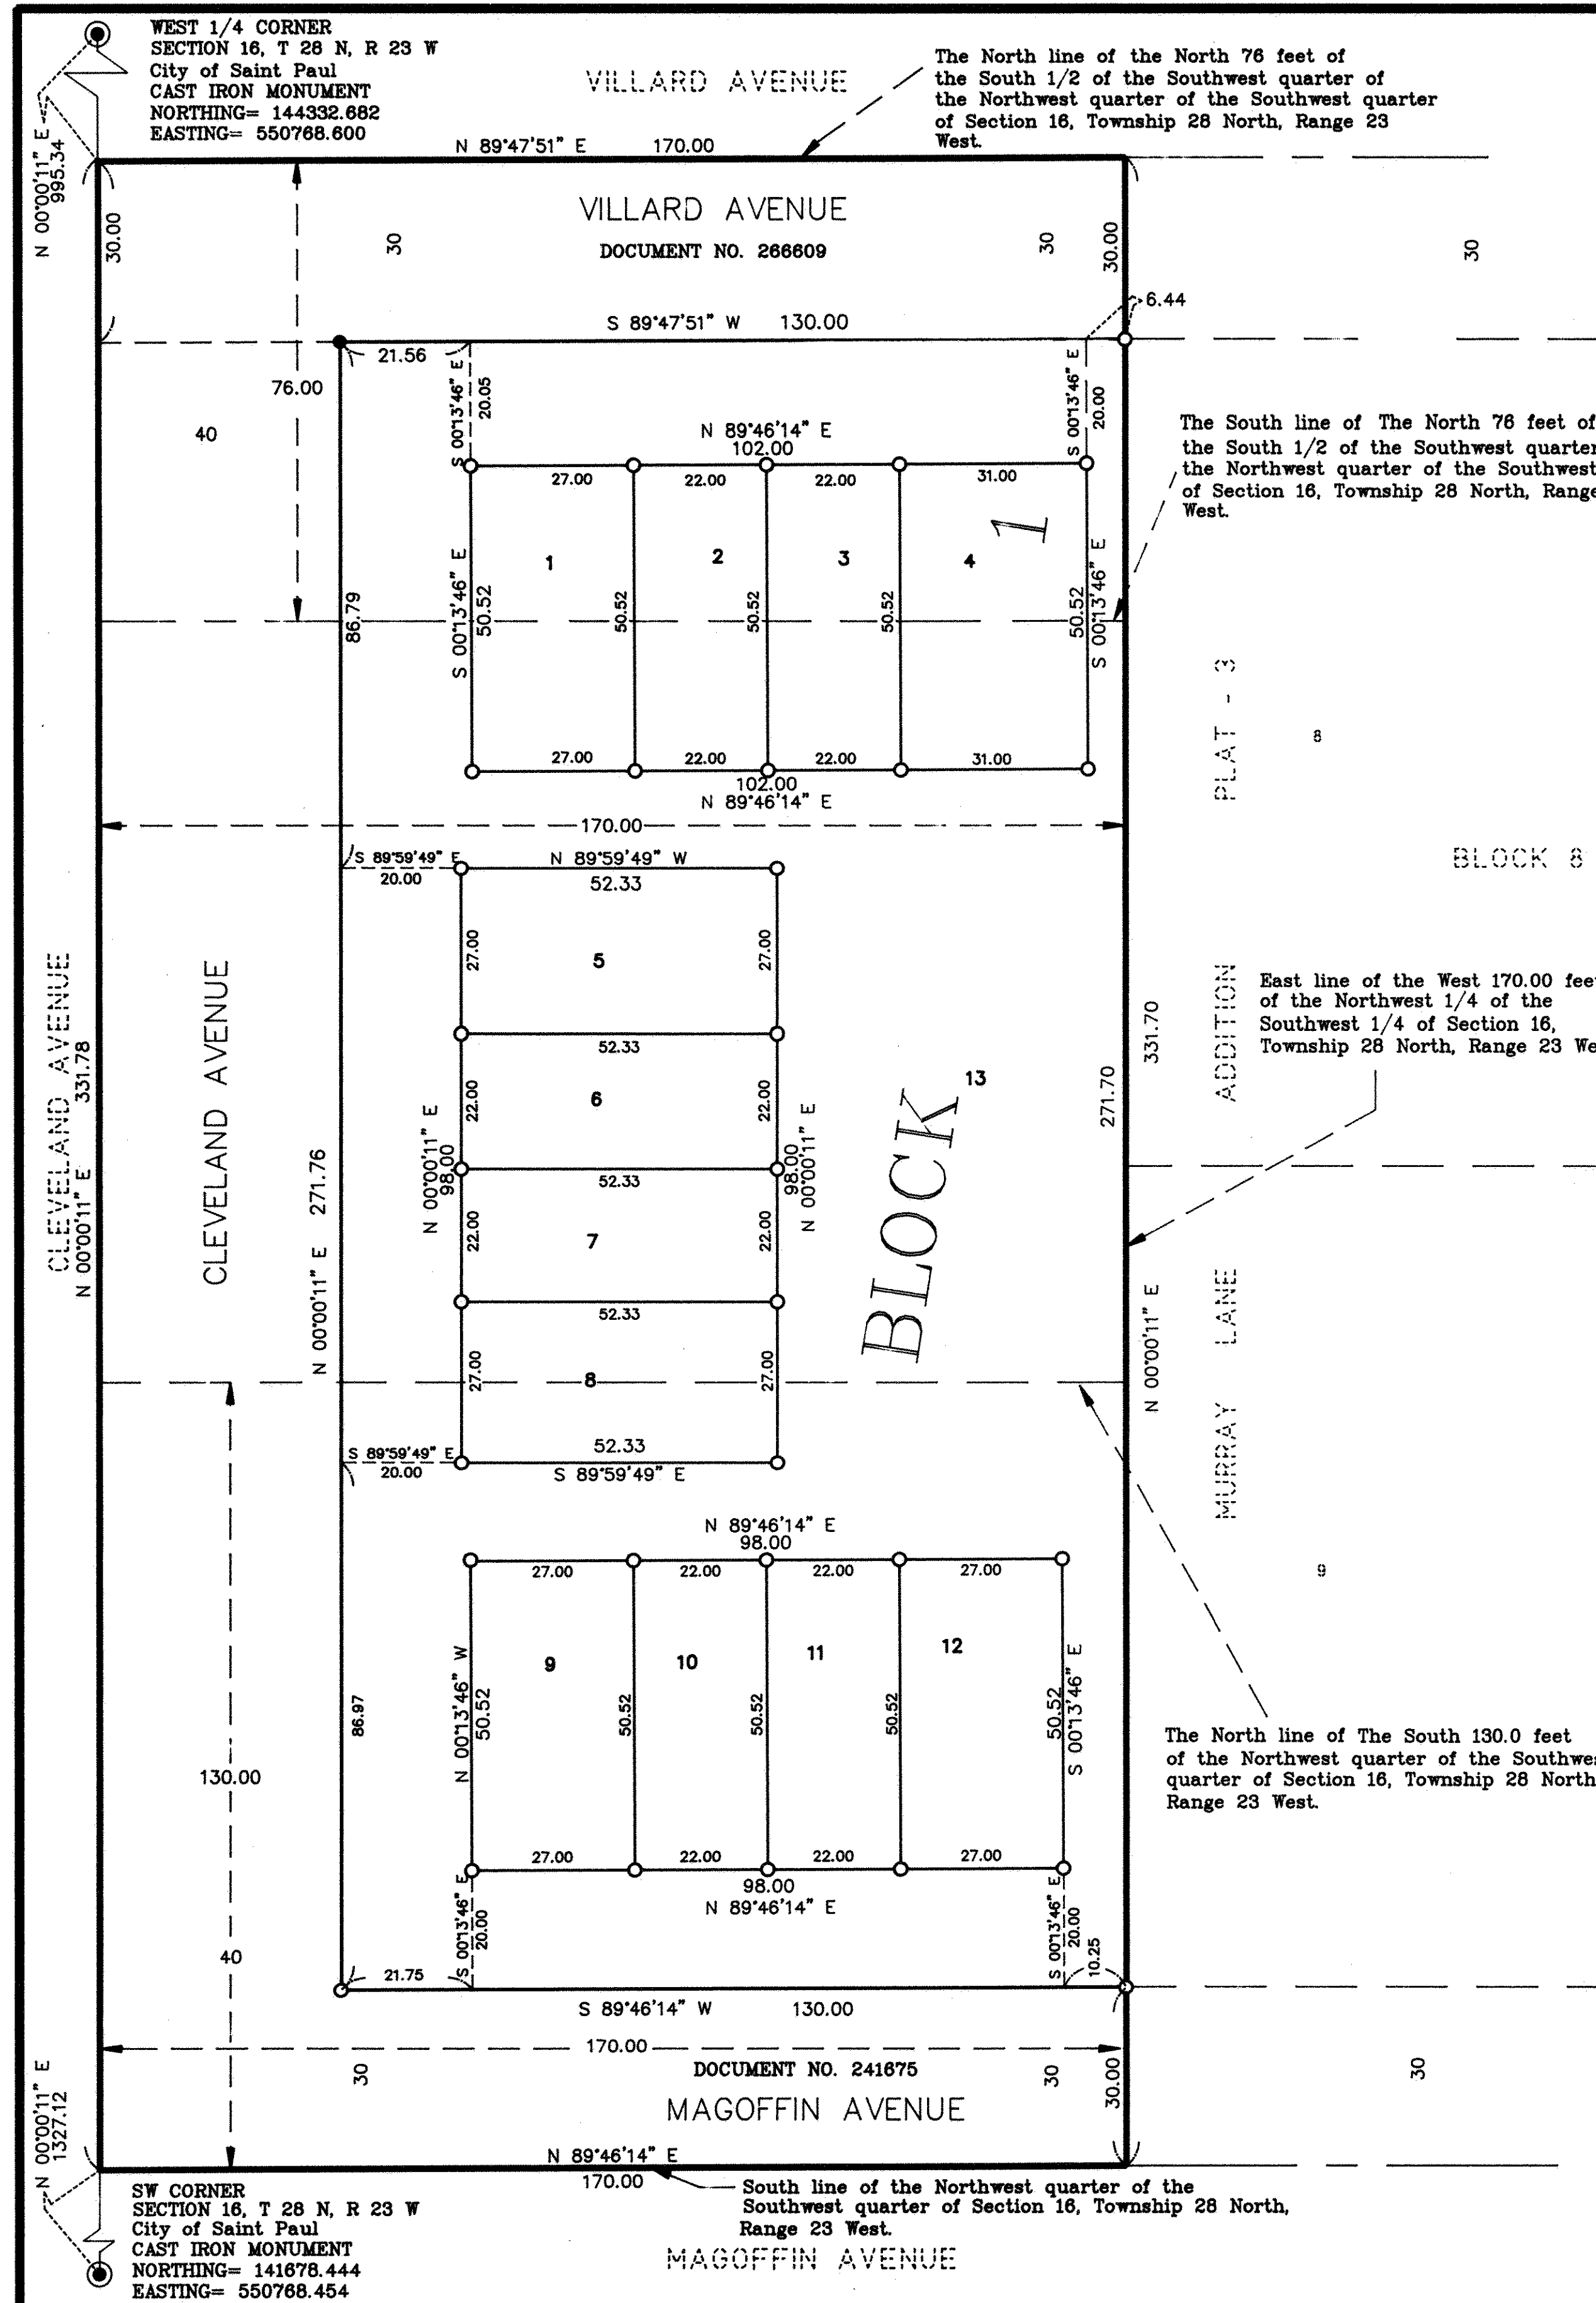 WEST 1/4 CORNER
SECTION 16, T 28 N, R 23 W
City of Saint Paul
CAST IRON MONUMENT
NORTHING= 144332.682
EASTING= 550768.600
VILLARD AVENUE
The North line of the North 76 feet of
the South 1/2 of the Southwest quarter of
the Northwest quarter of the Southwest quarter
of Section 16, Township 28 North, Range 23
West.
N 00°00'11" E
995.34
N 89°47'51" E 170.00
30.00
30
VILLARD AVENUE
DOCUMENT NO. 266609
30
30.00
30
6.44
S 89°47'51" W 130.00
21.56
76.00
40
S 00°13'46" E
20.05
S 00°13'46" E
20.00
N 89°46'14" E
102.00
27.00 22.00 22.00 31.00
The South line of The North 76 feet of
the South 1/2 of the Southwest quarter
the Northwest quarter of the Southwest
of Section 16, Township 28 North, Range
West.
1
1 2 3 4
86.79
S 00°13'46" E
50.52
50.52
50.52
50.52
50.52
S 00°13'46" E
27.00 22.00 22.00 31.00
102.00
N 89°46'14" E
PLAT - 3
8
170.00
BLOCK 8
S 89°59'49" E
20.00
N 89°59'49" W
52.33
27.00
5
27.00
52.33
22.00
6
22.00
N 00°00'11" E
98.00
52.33
98.00
N 00°00'11" E
22.00
7
22.00
52.33
27.00
8
27.00
S 89°59'49" E
20.00
52.33
S 89°59'49" E
CLEVELAND AVENUE
N 00°00'11" E 331.78
CLEVELAND AVENUE
N 00°00'11" E 271.76
BLOCK
13
271.70
331.70
N 00°00'11" E
ADDITION
East line of the West 170.00 feet
of the Northwest 1/4 of the
Southwest 1/4 of Section 16,
Township 28 North, Range 23 We
MURRAY LANE
9
N 89°46'14" E
98.00
27.00 22.00 22.00 27.00
9 10 11 12
86.97
N 00°13'46" W
50.52
50.52
50.52
50.52
50.52
S 00°13'46" E
The North line of The South 130.0 feet
of the Northwest quarter of the Southwes
quarter of Section 16, Township 28 North
Range 23 West.
130.00
27.00 22.00 22.00 27.00
98.00
N 89°46'14" E
S 00°13'46" E
20.00
S 00°13'46" E
20.00
10.25
40
21.75
S 89°46'14" W 130.00
170.00
30
DOCUMENT NO. 241675
MAGOFFIN AVENUE
30
30.00
30
N 00°00'11" E
1327.12
N 89°46'14" E
170.00
South line of the Northwest quarter of the
Southwest quarter of Section 16, Township 28 North,
Range 23 West.
MAGOFFIN AVENUE
SW CORNER
SECTION 16, T 28 N, R 23 W
City of Saint Paul
CAST IRON MONUMENT
NORTHING= 141678.444
EASTING= 550768.454